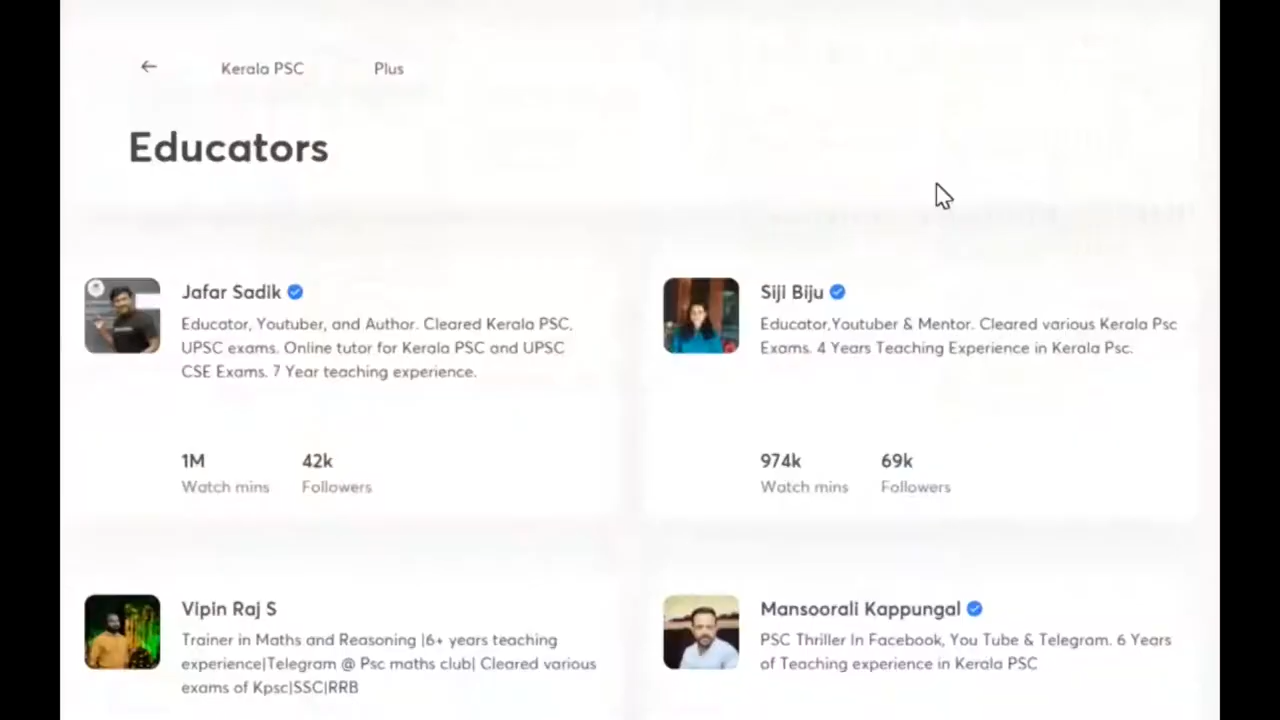 Kerala PSC
Plus
Educators
Jafar Sadik
Educator, Youtuber, and Author. Cleared Kerala PSC,
UPSC exams. Online tutor for Kerala PSC and UPSC
CSE Exams. 7 Year teaching experience.
1M
42k
Watch mins
Followers
Siji Biju
Educator,Youtuber & Mentor. Cleared various Kerala Psc
Exams. 4 Years Teaching Experience in Kerala Psc.
974k
69k
Watch mins
Followers
Vipin Raj S
Trainer in Maths and Reasoning |6+ years teaching
experience|Telegram @ Psc maths club| Cleared various
exams of Kpsc|SSC|RRB
Mansoorali Kappungal
PSC Thriller In Facebook, You Tube & Telegram. 6 Years
of Teaching experience in Kerala PSC